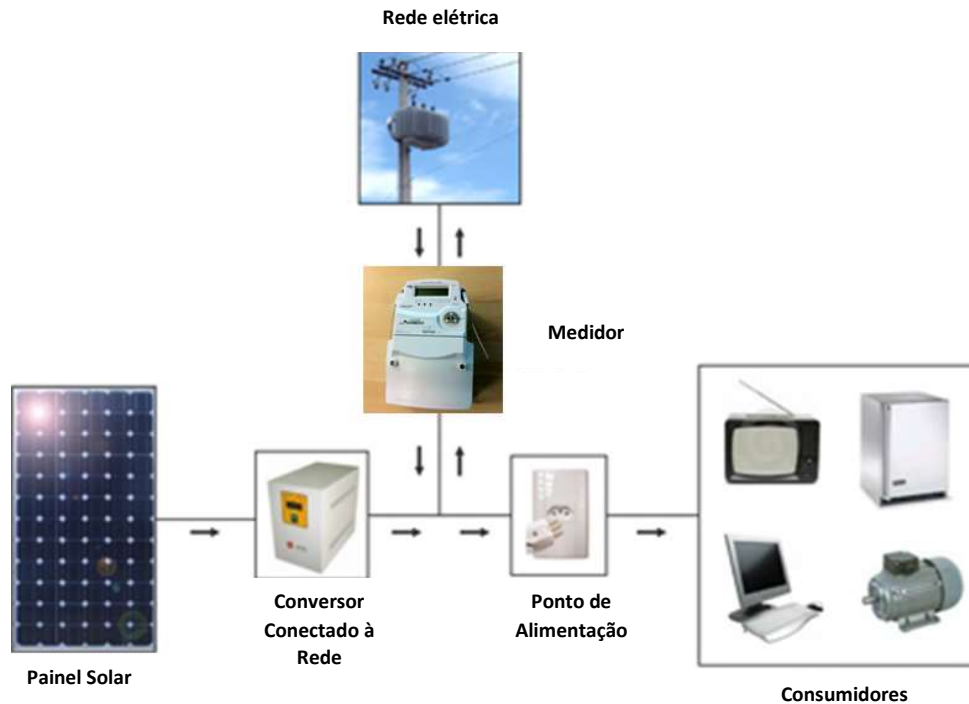 Rede elétrica
Medidor
Conversor
Conectado à
Rede
Ponto de
Alimentação
Painel Solar
Consumidores